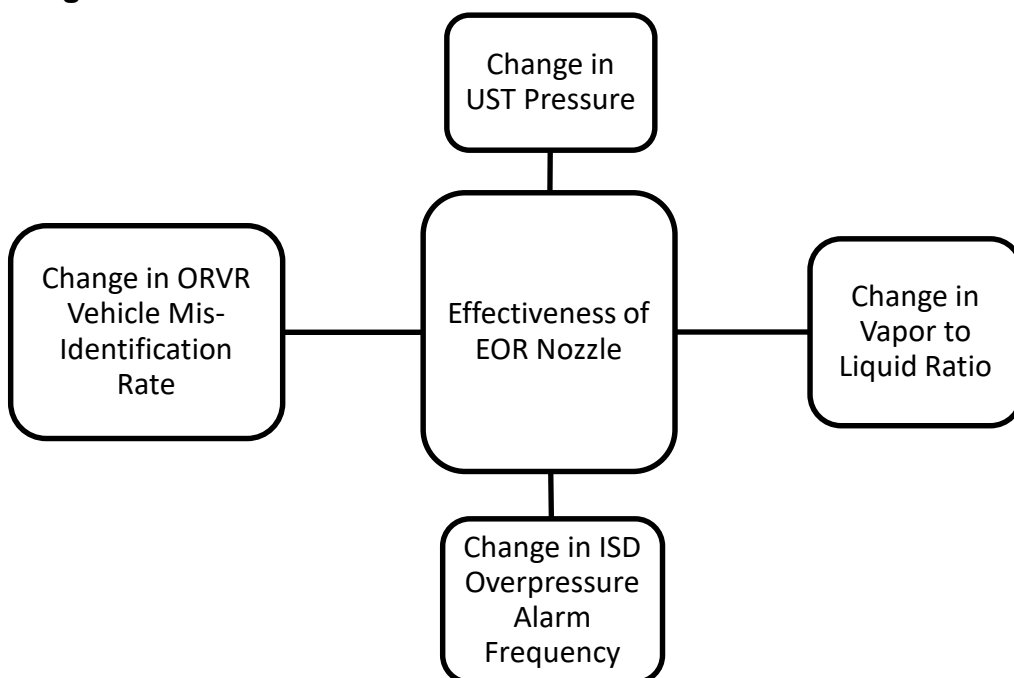 Change in
UST Pressure
Change in ORVR
Vehicle Mis-
Identification
Rate
Effectiveness of
EOR Nozzle
Change in
Vapor to
Liquid Ratio
Change in ISD
Overpressure
Alarm
Frequency